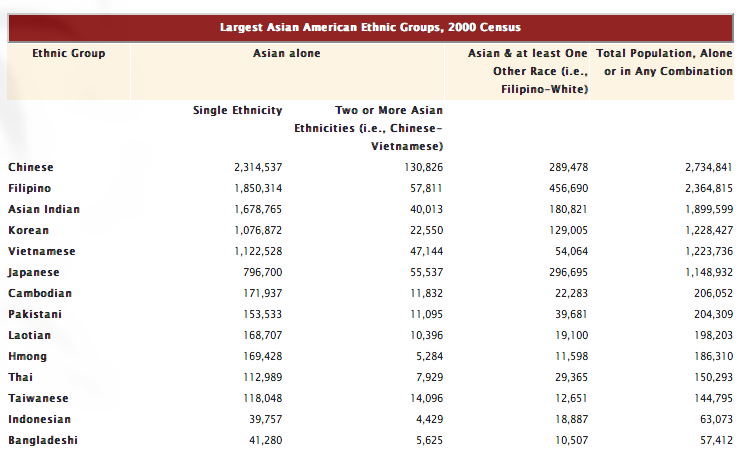 Largest Asian American Ethnic Groups, 2000 Census
Ethnic Group Asian alone Asian & at least One Total Population, Alone
Other Race (i.e., or in Any Combination
Filipino-White)
Single Ethnicity Two or More Asian
Ethnicities (i.e., Chinese-
Vietnamese)
Chinese 2,314,537 130,826 289,478 2,734,841
Filipino 1,850,314 57,811 456,690 2,364,815
Asian Indian 1,678,765 40,013 180,821 1,899,599
Korean 1,076,872 22,550 129,005 1,228,427
Vietnamese 1,122,528 47,144 54,064 1,223,736
Japanese 796,700 55,537 296,695 1,148,932
Cambodian 171,937 11,832 22,283 206,052
Pakistani 153,533 11,095 39,681 204,309
Laotian 168,707 10,396 19,100 198,203
Hmong 169,428 5,284 11,598 186,310
Thai 112,989 7,929 29,365 150,293
Taiwanese 118,048 14,096 12,651 144,795
Indonesian 39,757 4,429 18,887 63,073
Bangladeshi 41,280 5,625 10,507 57,412